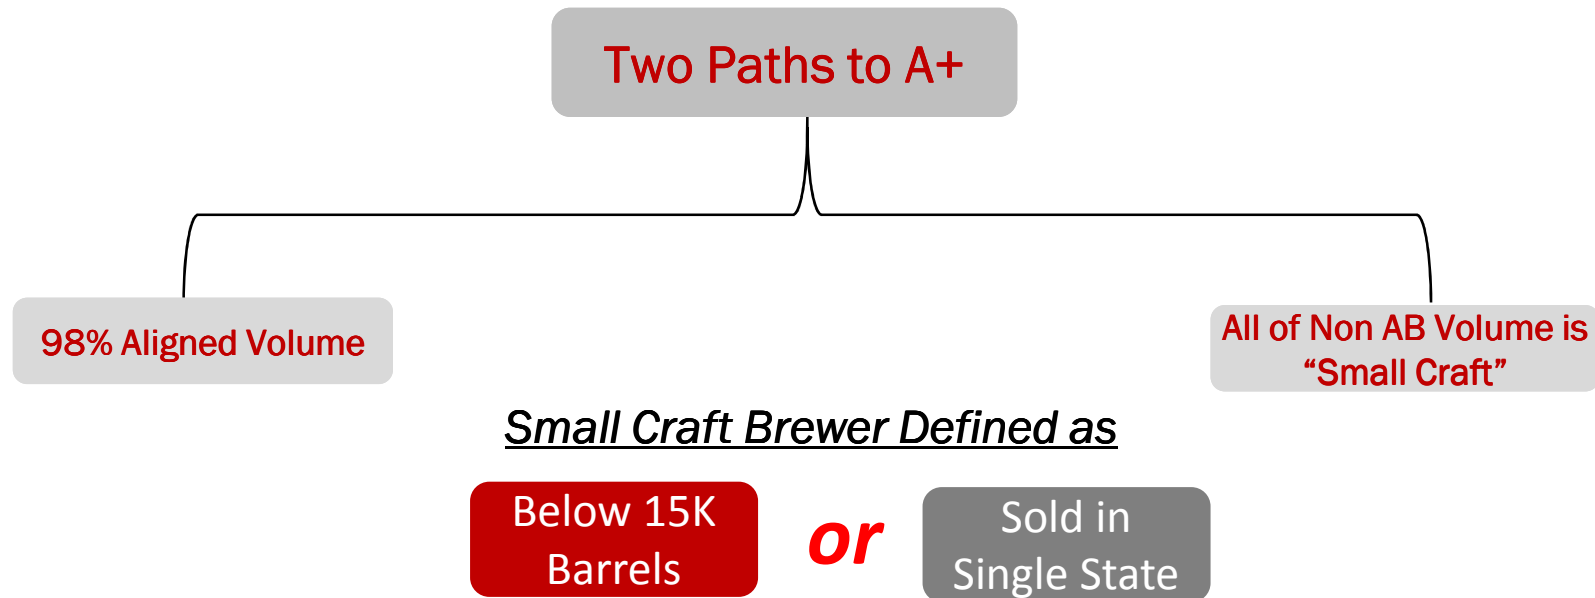 Two Paths to A+
98% Aligned Volume
All of Non AB Volume is
“Small Craft”
Small Craft Brewer Defined as
Below 15K
Barrels
or
Sold in
Single State